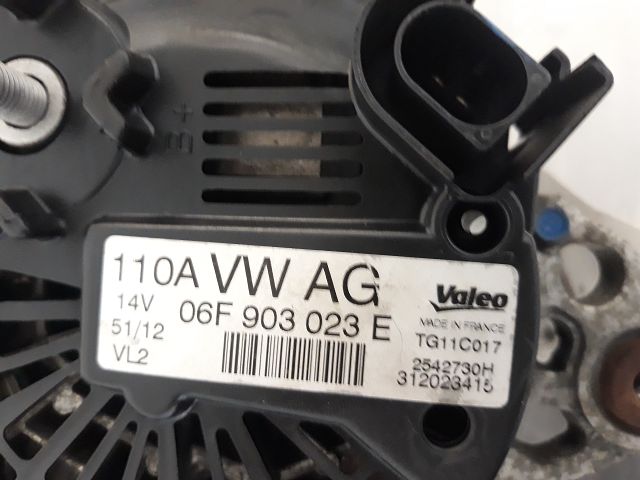 B+
110A VW AG
14V 06F 903 023 E
51/12
VL2
Valeo
MADE IN FRANCE
TG11C017
2542730H
312023415